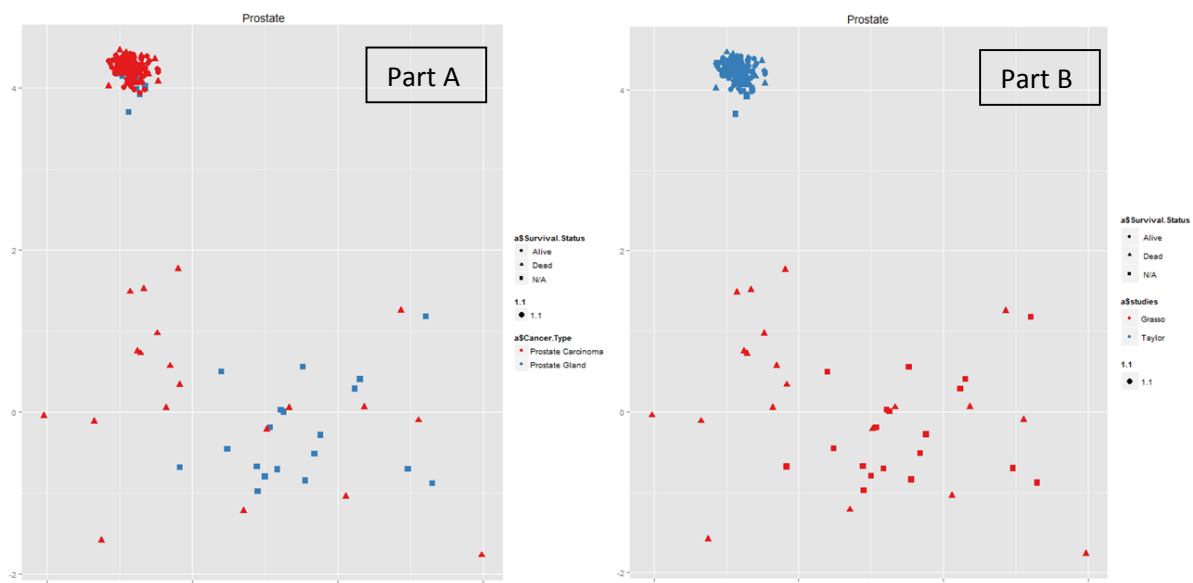 Prostate
Part A
4
2
0
-2
a$Survival.Status
Alive
Dead
N/A
1.1
1.1
a$Cancer.Type
Prostate Carcinoma
Prostate Gland
Prostate
Part B
4
2
0
-2
a$Survival.Status
Alive
Dead
N/A
a$studies
Grasso
Taylor
1.1
1.1